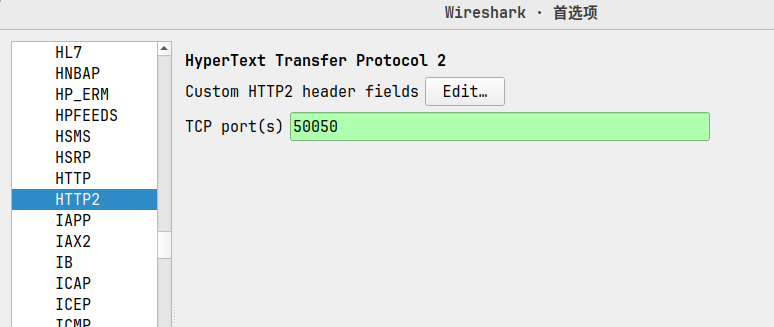 Wireshark · 首选项
HL7
HNBAP
HP_ERM
HPFEEDS
HSMS
HSRP
HTTP
HTTP2
IAPP
IAX2
IB
ICAP
ICEP
ICMP
HyperText Transfer Protocol 2
Custom HTTP2 header fields Edit…
TCP port(s) 50050